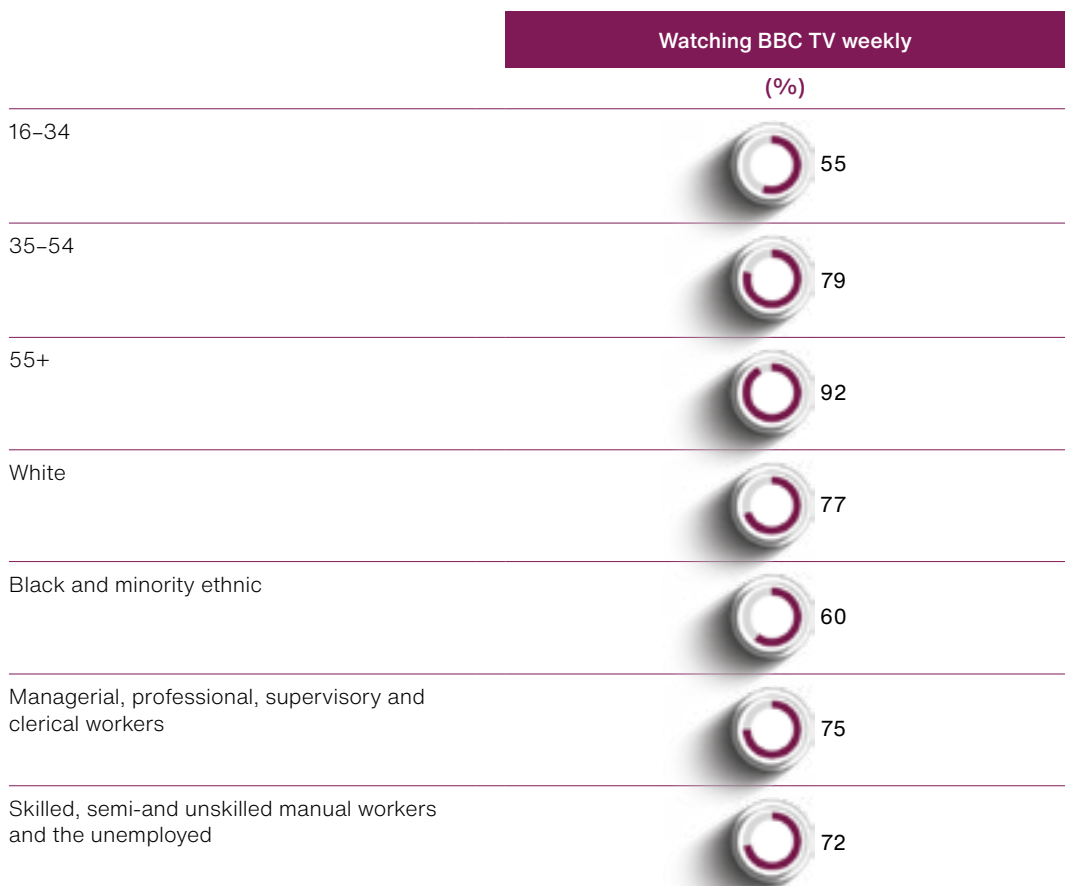 Watching BBC TV weekly
(%)
16–34
55
35–54
79
55+
92
White
77
Black and minority ethnic
60
Managerial, professional, supervisory and
clerical workers
75
Skilled, semi-and unskilled manual workers
and the unemployed
72